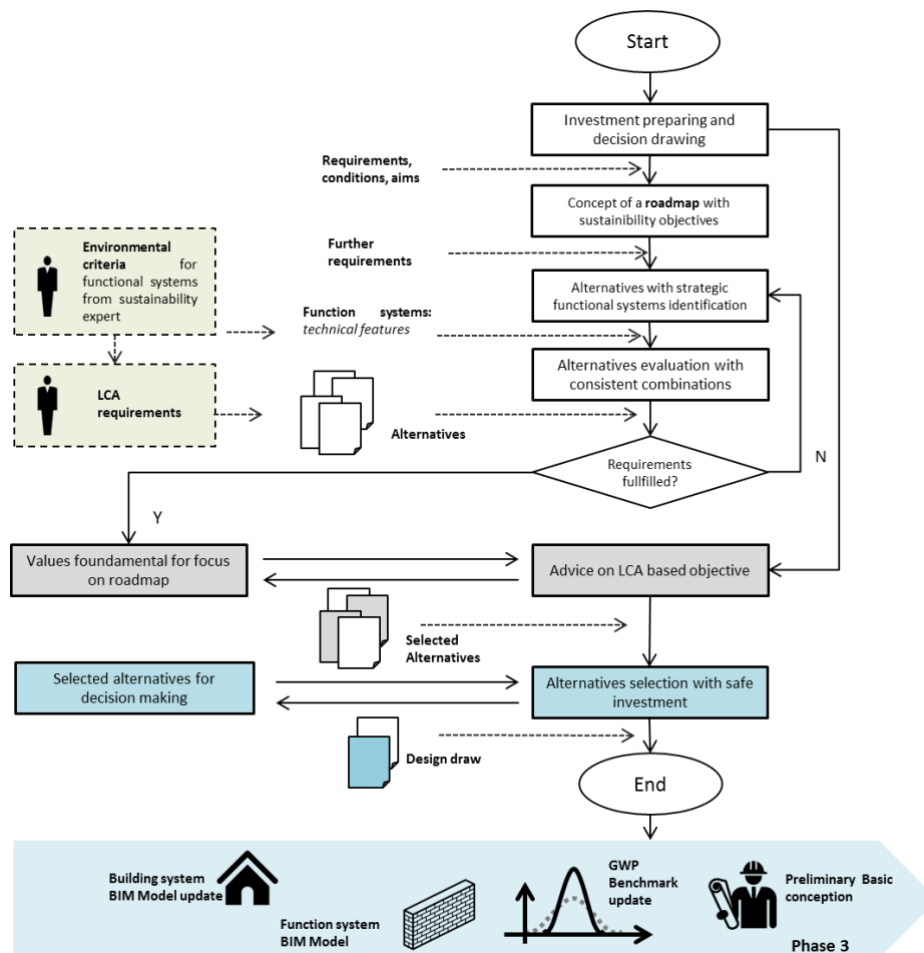 Start
Investment preparing and
decision drawing
Requirements,
conditions, aims
Concept of a roadmap with
sustainibility objectives
Environmental
criteria for
functional systems
from sustainability
expert
Further
requirements
Alternatives with strategic
functional systems identification
Function systems:
technical features
Alternatives evaluation with
consistent combinations
LCA
requirements
Alternatives
Requirements
fullfilled?
N
Y
Values foundamental for focus
on roadmap
Advice on LCA based objective
Selected
Alternatives
Selected alternatives for
decision making
Alternatives selection with safe
investment
Design draw
End
Building system
BIM Model update
Function system
BIM Model
GWP
Benchmark
update
Preliminary Basic
conception
Phase 3